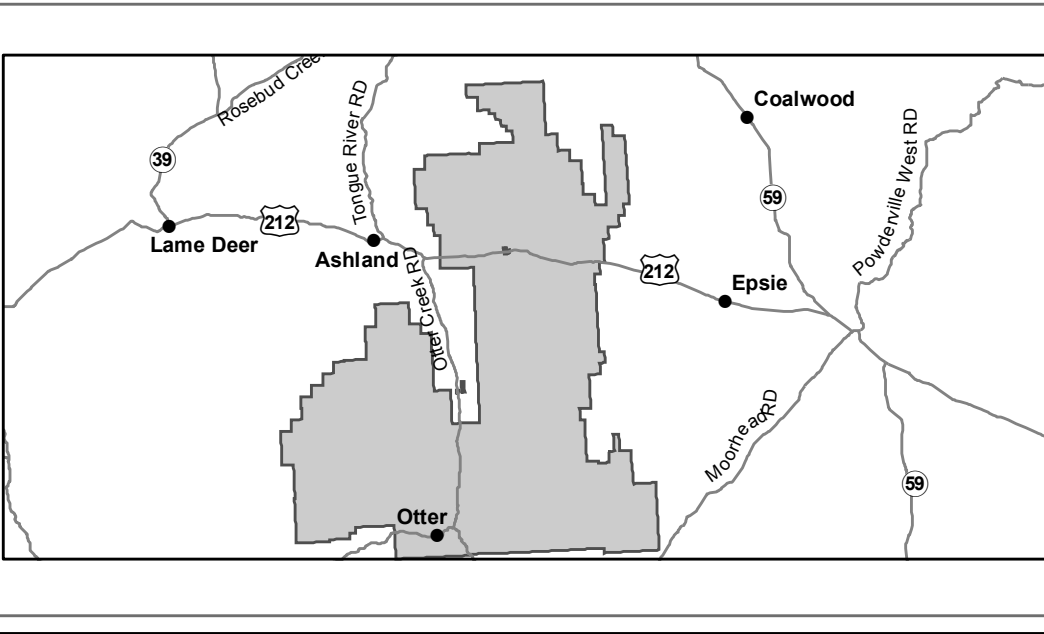 Rosebud Cree
Tongue River RD
Coalwood
Powderville West RD
39
59
212
Lame Deer
Ashland
Otter Creek RD
212
Epsie
Moorhead RD
59
Otter